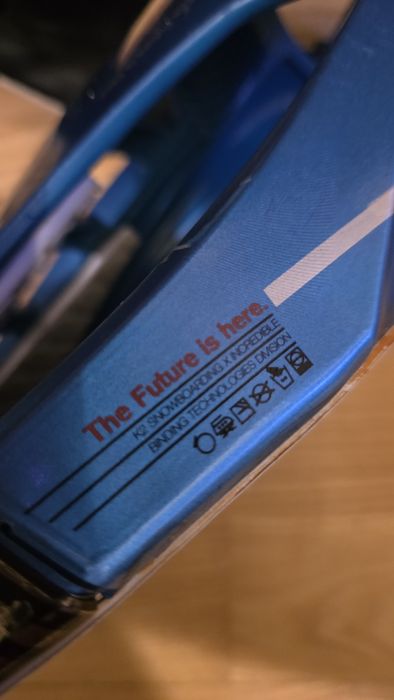 The Future is here.
K2 SNOWBOARDING X INCREDIBLE
BINDING TECHNOLOGIES DIVISION